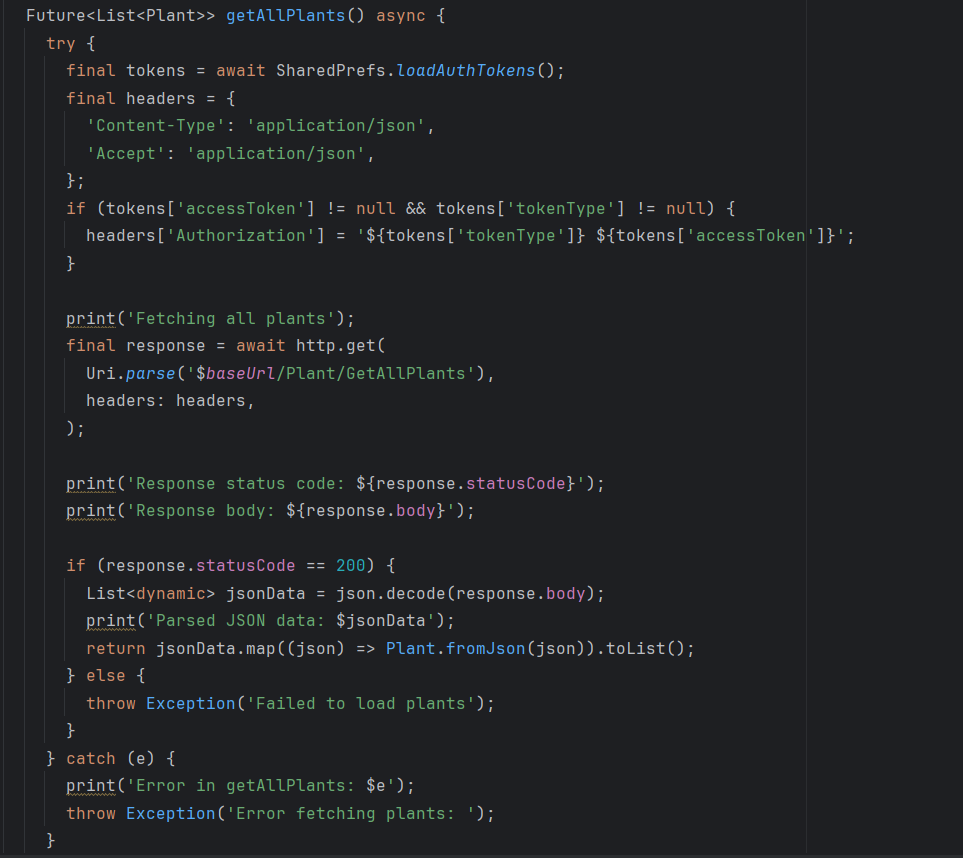 Future<List<Plant>> getAllPlants() async {
try {
final tokens = await SharedPrefs.loadAuthTokens();
final headers = {
'Content-Type': 'application/json',
'Accept': 'application/json',
};
if (tokens['accessToken'] != null && tokens['tokenType'] != null) {
headers['Authorization'] = '${tokens['tokenType']} ${tokens['accessToken']}';
}
print('Fetching all plants');
final response = await http.get(
Uri.parse('$baseUrl/Plant/GetAllPlants'),
headers: headers,
);
print('Response status code: ${response.statusCode}');
print('Response body: ${response.body}');
if (response.statusCode == 200) {
List<dynamic> jsonData = json.decode(response.body);
print('Parsed JSON data: $jsonData');
return jsonData.map((json) => Plant.fromJson(json)).toList();
} else {
throw Exception('Failed to load plants');
}
} catch (e) {
print('Error in getAllPlants: $e');
throw Exception('Error fetching plants: ');
}